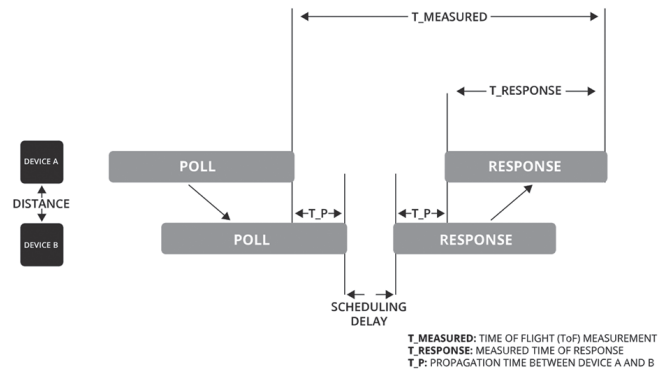 T_MEASURED
T_RESPONSE
DEVICE A
POLL
RESPONSE
DISTANCE
T_P
T_P
DEVICE B
POLL
RESPONSE
SCHEDULING
DELAY
T_MEASURED: TIME OF FLIGHT (ToF) MEASUREMENT
T_RESPONSE: MEASURED TIME OF RESPONSE
T_P: PROPAGATION TIME BETWEEN DEVICE A AND B